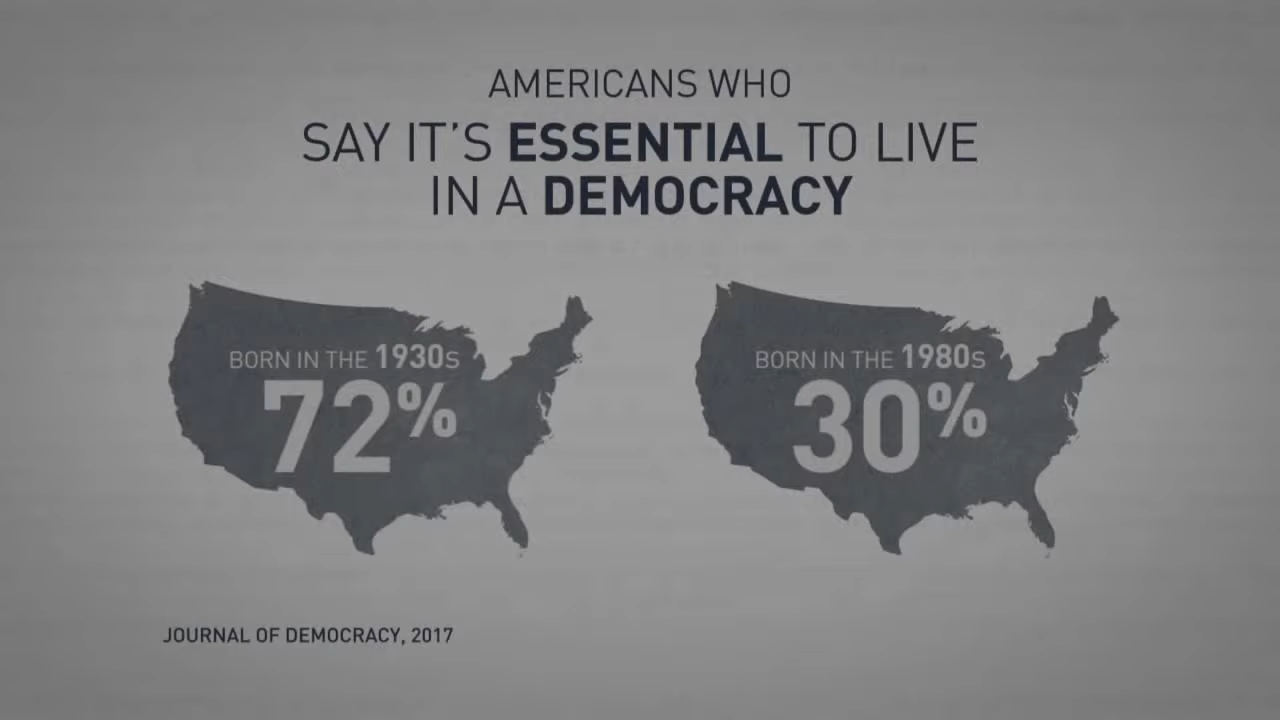 AMERICANS WHO
SAY IT'S ESSENTIAL TO LIVE
IN A DEMOCRACY
BORN IN THE 1930s
72%
BORN IN THE 1980s
30%
JOURNAL OF DEMOCRACY, 2017